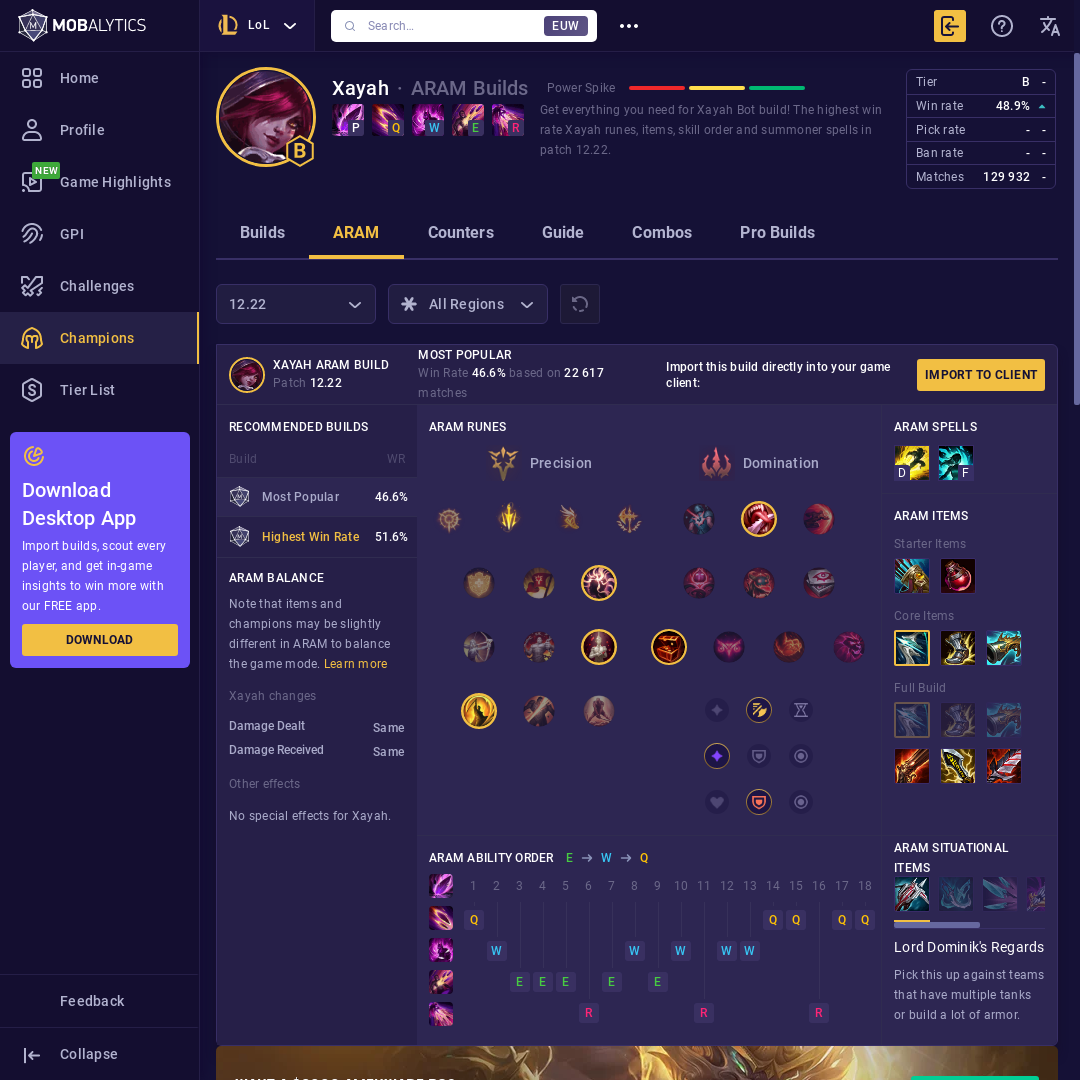 MOBALYTICS
LoL
Search...
EUW
Home
Profile
NEW
Game Highlights
GPI
Challenges
Champions
Tier List
Download
Desktop App
Import builds, scout every
player, and get in-game
insights to win more with
our FREE app.
DOWNLOAD
Feedback
Collapse
B
Xayah · ARAM Builds
P
Q
W
E
R
Power Spike
Get everything you need for Xayah Bot build! The highest win
rate Xayah runes, items, skill order and summoner spells in
patch 12.22.
Tier B -
Win rate 48.9%
Pick rate - -
Ban rate - -
Matches 129 932 -
Builds
ARAM
Counters
Guide
Combos
Pro Builds
12.22
All Regions
XAYAH ARAM BUILD
Patch 12.22
MOST POPULAR
Win Rate 46.6% based on 22 617
matches
Import this build directly into your game
client:
IMPORT TO CLIENT
RECOMMENDED BUILDS
Build WR
Most Popular 46.6%
Highest Win Rate 51.6%
ARAM BALANCE
Note that items and
champions may be slightly
different in ARAM to balance
the game mode. Learn more
Xayah changes
Damage Dealt Same
Damage Received Same
Other effects
No special effects for Xayah.
ARAM RUNES
Precision
Domination
ARAM SPELLS
D
F
ARAM ITEMS
Starter Items
Core Items
Full Build
ARAM ABILITY ORDER E → W → Q
1 2 3 4 5 6 7 8 9 10 11 12 13 14 15 16 17 18
Q Q Q Q Q
W W W W W
E E E E E
R R R
ARAM SITUATIONAL
ITEMS
Lord Dominik's Regards
Pick this up against teams
that have multiple tanks
or build a lot of armor.